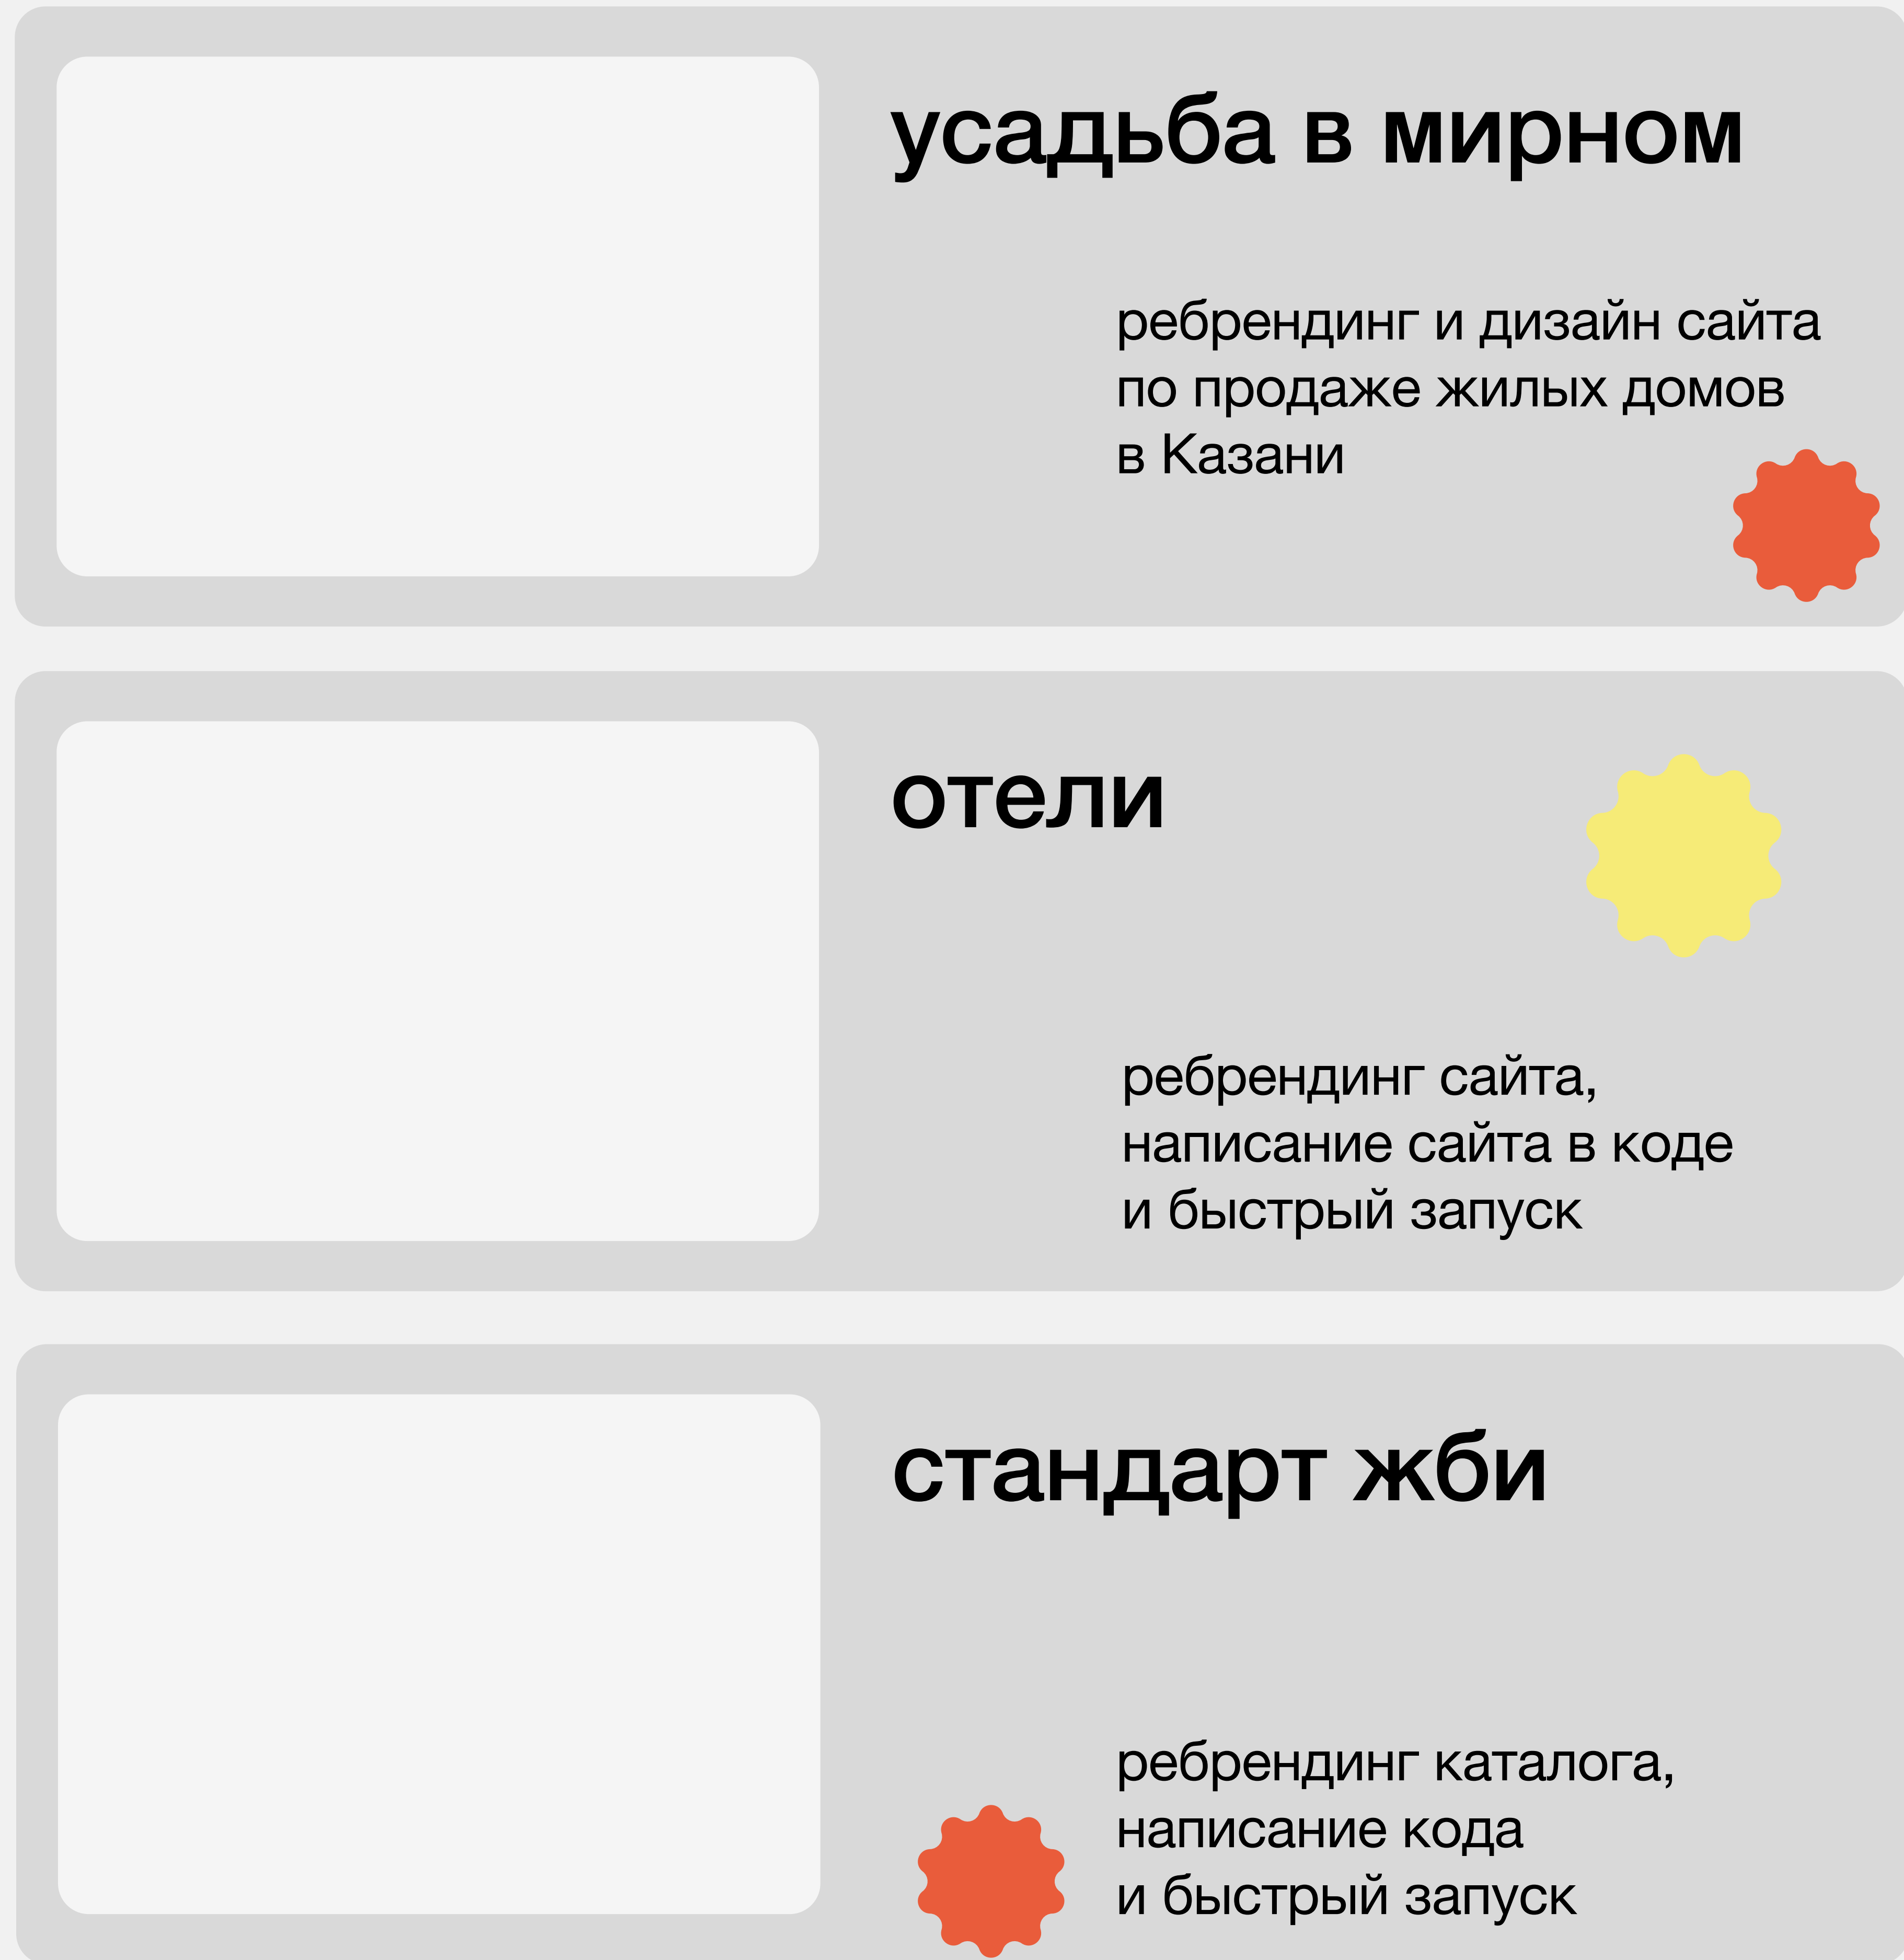 усадьба в мирном
ребрендинг и дизайн сайта
по продаже жилых домов
в Казани
отели
ребрендинг сайта,
написание сайта в коде
и быстрый запуск
стандарт жби
ребрендинг каталога,
написание кода
и быстрый запуск